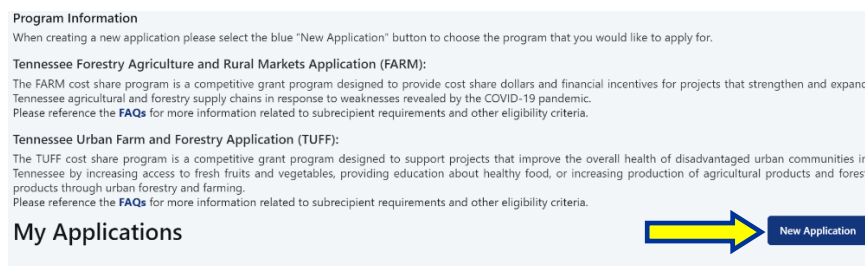 Program Information
When creating a new application please select the blue "New Application" button to choose the program that you would like to apply for.
Tennessee Forestry Agriculture and Rural Markets Application (FARM):
The FARM cost share program is a competitive grant program designed to provide cost share dollars and financial incentives for projects that strengthen and expand
Tennessee agricultural and forestry supply chains in response to weaknesses revealed by the COVID-19 pandemic.
Please reference the FAQs for more information related to subrecipient requirements and other eligibility criteria.
Tennessee Urban Farm and Forestry Application (TUFF):
The TUFF cost share program is a competitive grant program designed to support projects that improve the overall health of disadvantaged urban communities in
Tennessee by increasing access to fresh fruits and vegetables, providing education about healthy food, or increasing production of agricultural products and forest
products through urban forestry and farming.
Please reference the FAQs for more information related to subrecipient requirements and other eligibility criteria.
My Applications
New Application